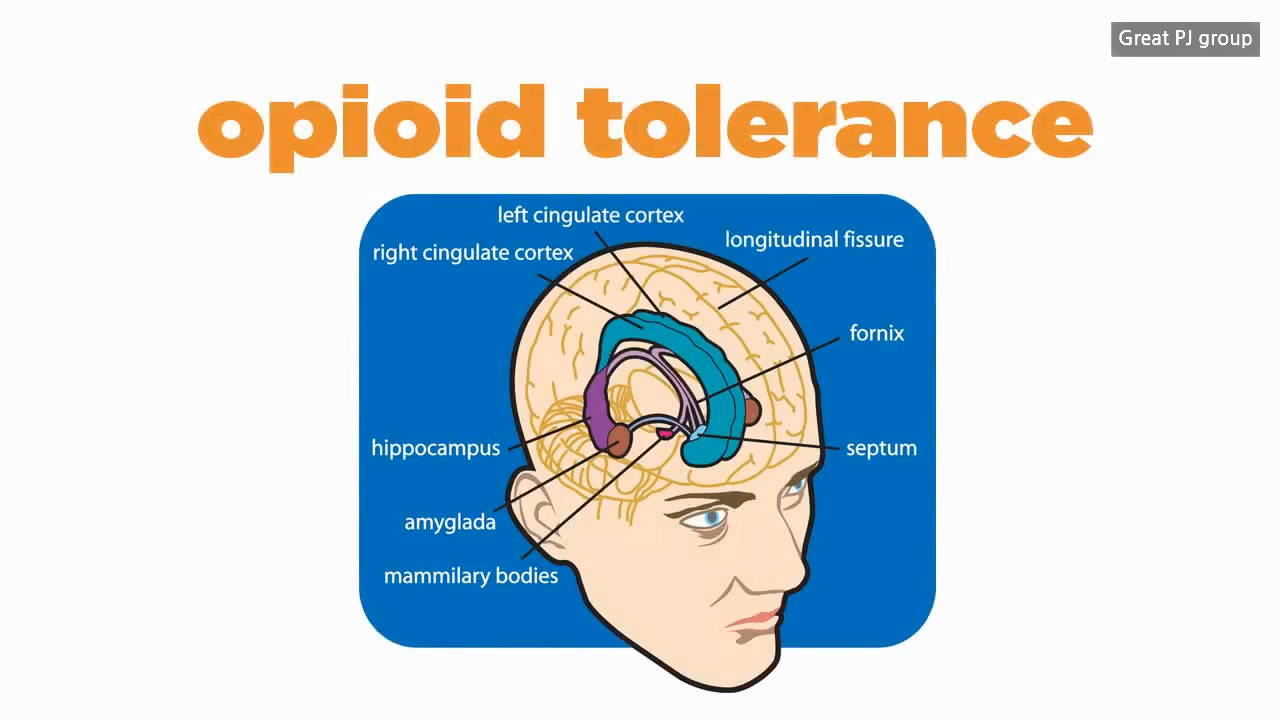 Great PJ group
opioid tolerance
left cingulate cortex
right cingulate cortex
longitudinal fissure
fornix
hippocampus
septum
amyglada
mammilary bodies